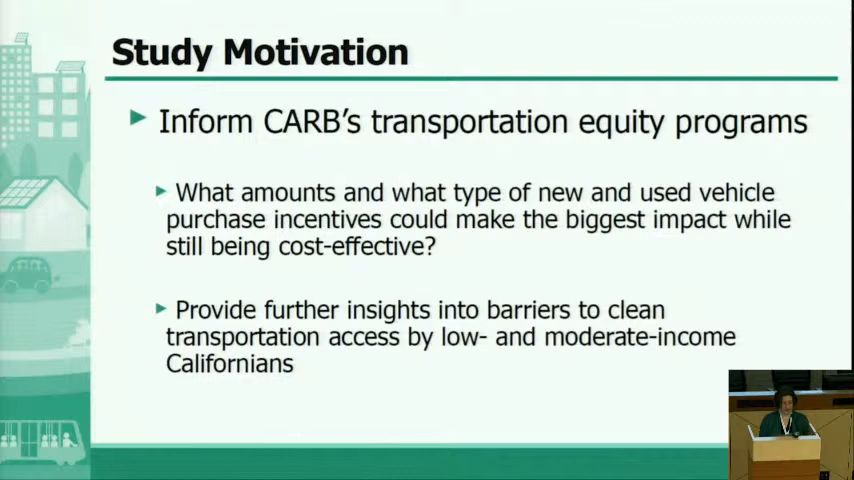 Study Motivation
Inform CARB's transportation equity programs
What amounts and what type of new and used vehicle
purchase incentives could make the biggest impact while
still being cost-effective?
Provide further insights into barriers to clean
transportation access by low- and moderate-income
Californians